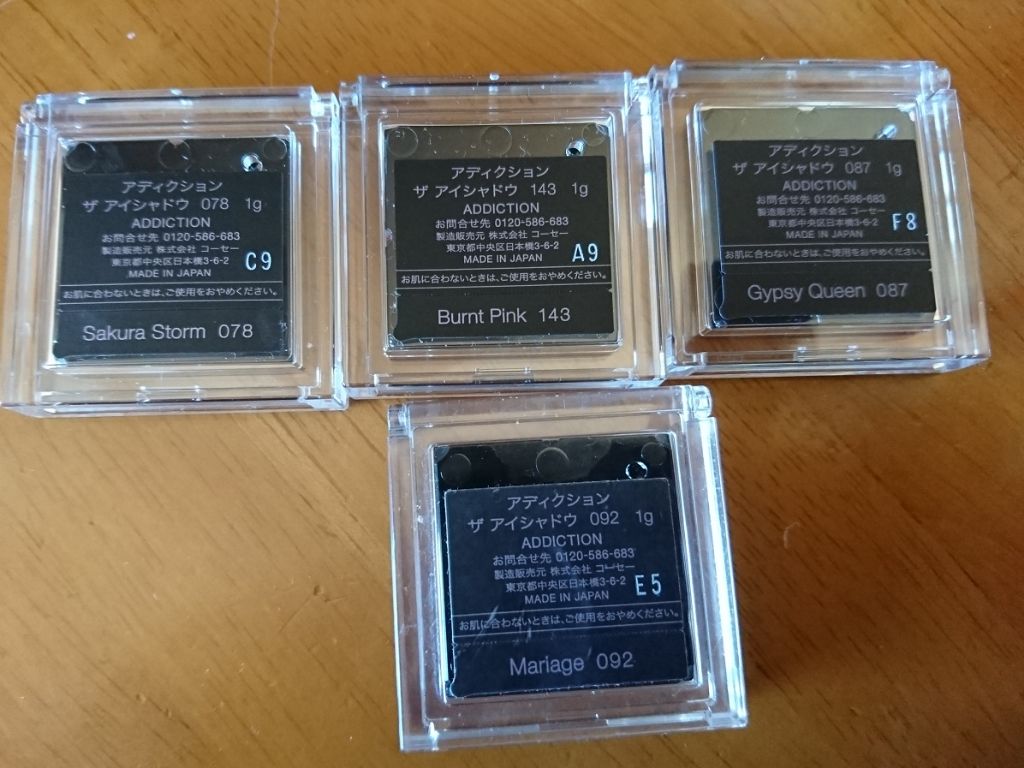 アディクション
ザ アイシャドウ 078 1g
ADDICTION
お問合せ先 0120-586-683
製造販売元 株式会社 コーセー
東京都中央区日本橋3-6-2
MADE IN JAPAN
C9
お肌に合わないときは、ご使用をおやめください。
Sakura Storm 078
アディクション
ザ アイシャドウ 143 1g
ADDICTION
お問合せ先 0120-586-683
製造販売元 株式会社 コーセー
東京都中央区日本橋3-6-2
MADE IN JAPAN
A9
お肌に合わないときは、ご使用をおやめください。
Burnt Pink 143
アディクション
ザ アイシャドウ 087 1g
ADDICTION
お問合せ先 0120-586-683
製造販売元 株式会社 コーセー
東京都中央区日本橋3-6-2
MADE IN JAPAN
F8
お肌に合わないときは、ご使用をおやめください。
Gypsy Queen 087
アディクション
ザ アイシャドウ 092 1g
ADDICTION
お問合せ先 0120-586-683
製造販売元 株式会社 コーセー
東京都中央区日本橋3-6-2
MADE IN JAPAN
E5
お肌に合わないときは、ご使用をおやめください。
Mariage 092